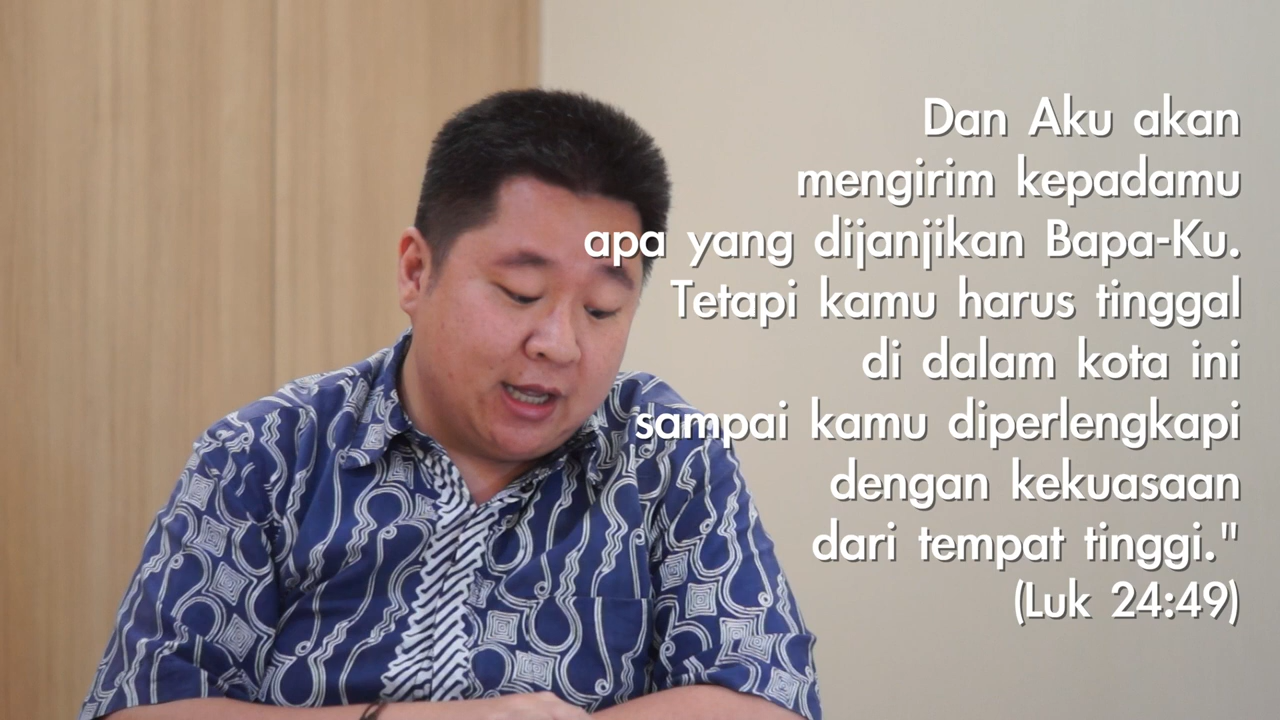 Dan Aku akan
mengirim kepadamu
apa yang dijanjikan Bapa-Ku.
Tetapi kamu harus tinggal
di dalam kota ini
sampai kamu diperlengkapi
dengan kekuasaan
dari tempat tinggi."
(Luk 24:49)